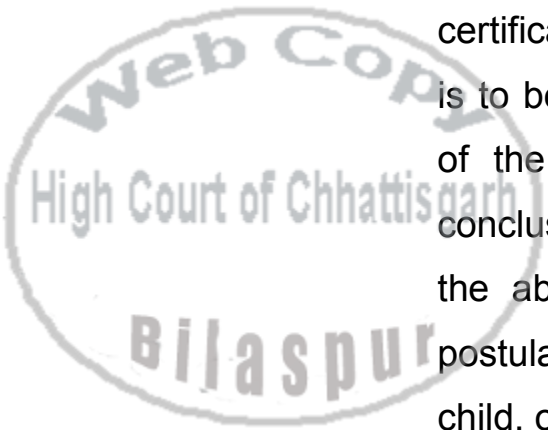 Web Copy
High Court of Chhattisgarh
Bilaspur
certifica
is to be
of the
conclus
the ab
postula
child, o